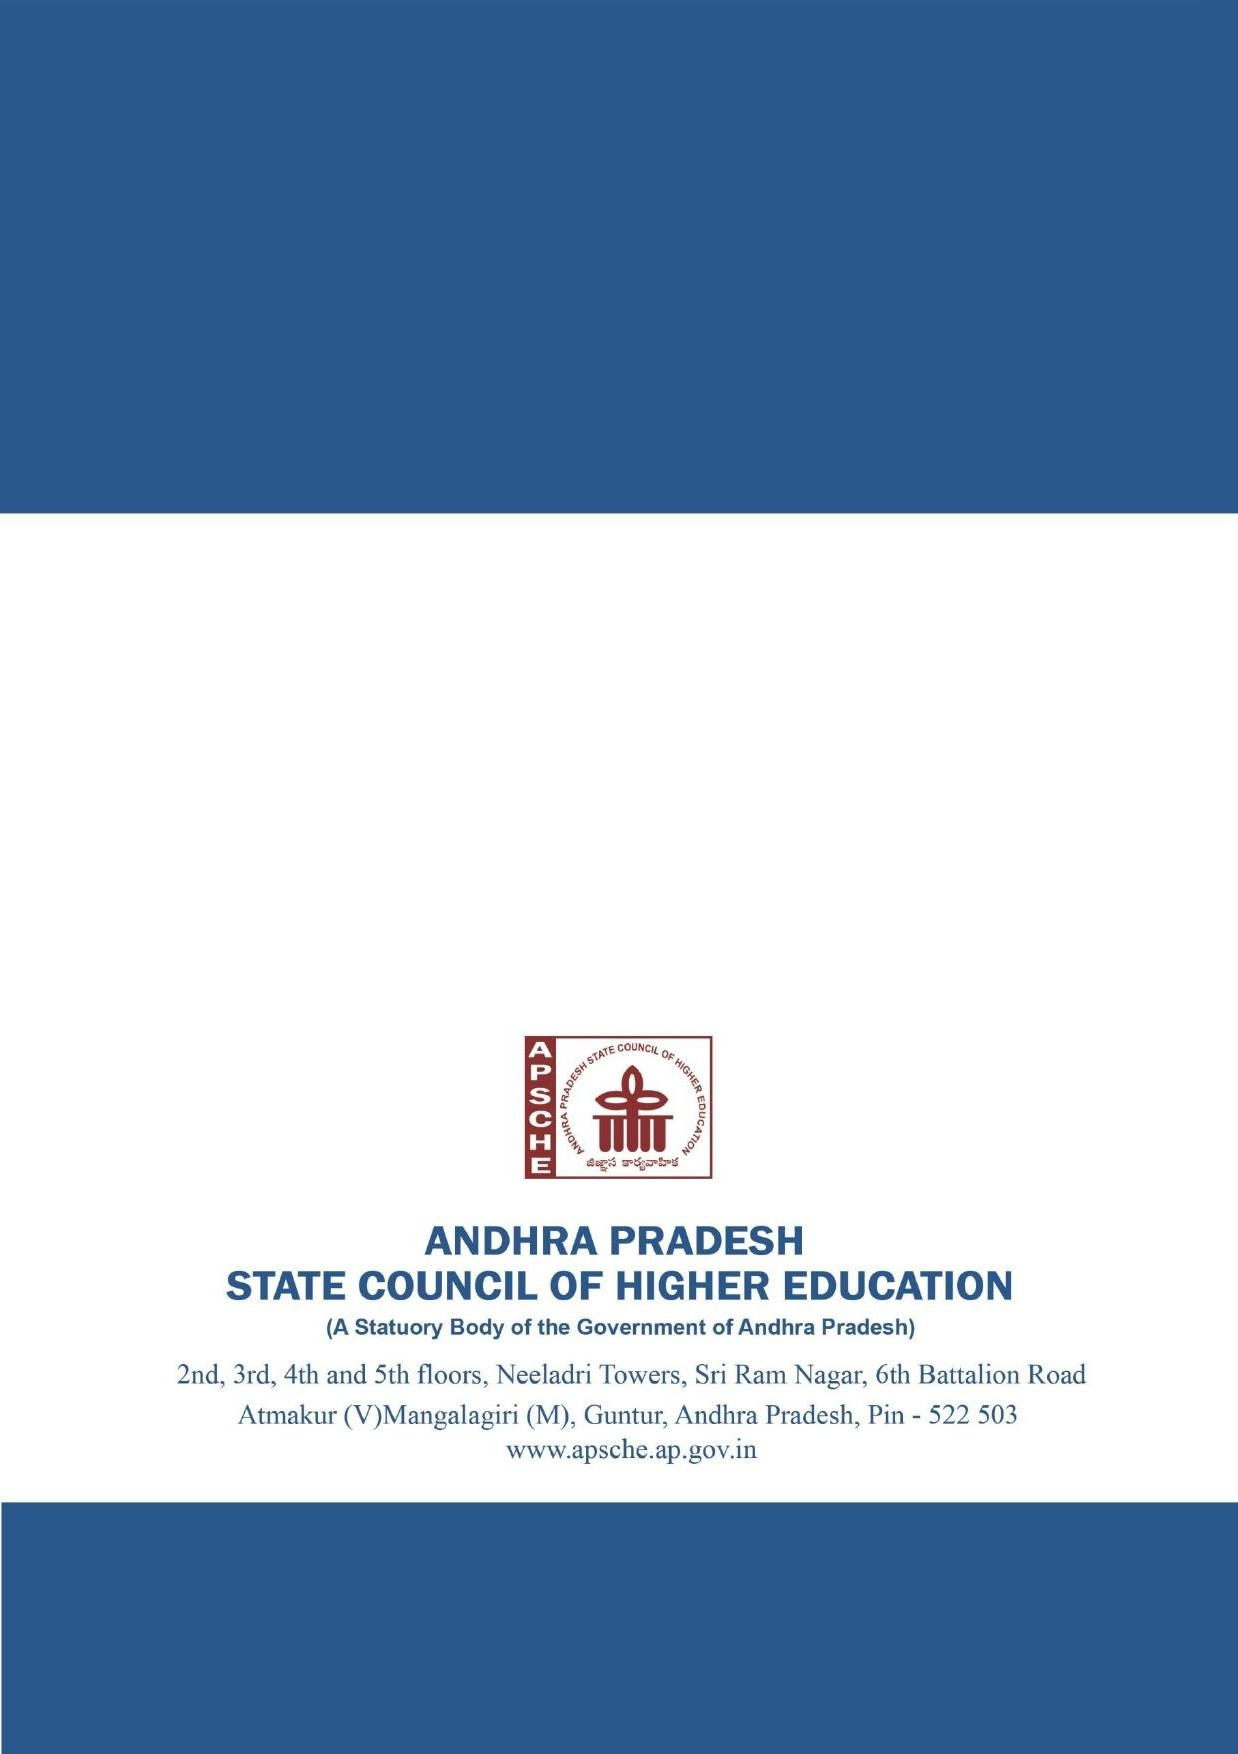 APSCHE
ANDHRA PRADESH STATE COUNCIL OF HIGHER EDUCATION
జిజ్ఞాస కార్యవాహిక
ANDHRA PRADESH
STATE COUNCIL OF HIGHER EDUCATION
(A Statuory Body of the Government of Andhra Pradesh)
2nd, 3rd, 4th and 5th floors, Neeladri Towers, Sri Ram Nagar, 6th Battalion Road
Atmakur (V)Mangalagiri (M), Guntur, Andhra Pradesh, Pin - 522 503
www.apsche.ap.gov.in